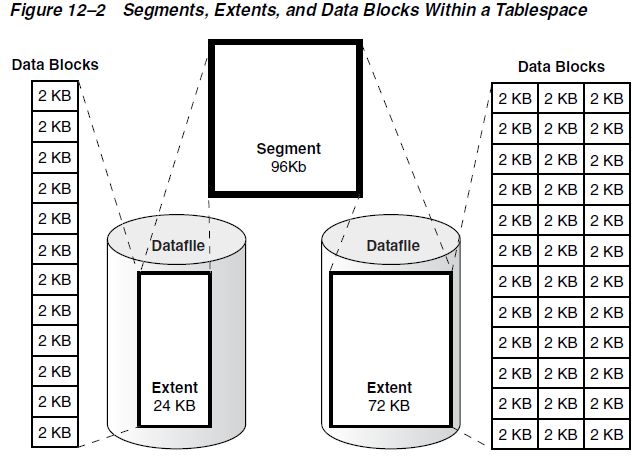 Figure 12–2 Segments, Extents, and Data Blocks Within a Tablespace
Data Blocks
2 KB
2 KB
2 KB
2 KB
2 KB
2 KB
2 KB
2 KB
2 KB
2 KB
2 KB
2 KB
Segment
96Kb
Datafile
Extent
24 KB
Datafile
Extent
72 KB
Data Blocks
2 KB 2 KB 2 KB
2 KB 2 KB 2 KB
2 KB 2 KB 2 KB
2 KB 2 KB 2 KB
2 KB 2 KB 2 KB
2 KB 2 KB 2 KB
2 KB 2 KB 2 KB
2 KB 2 KB 2 KB
2 KB 2 KB 2 KB
2 KB 2 KB 2 KB
2 KB 2 KB 2 KB
2 KB 2 KB 2 KB